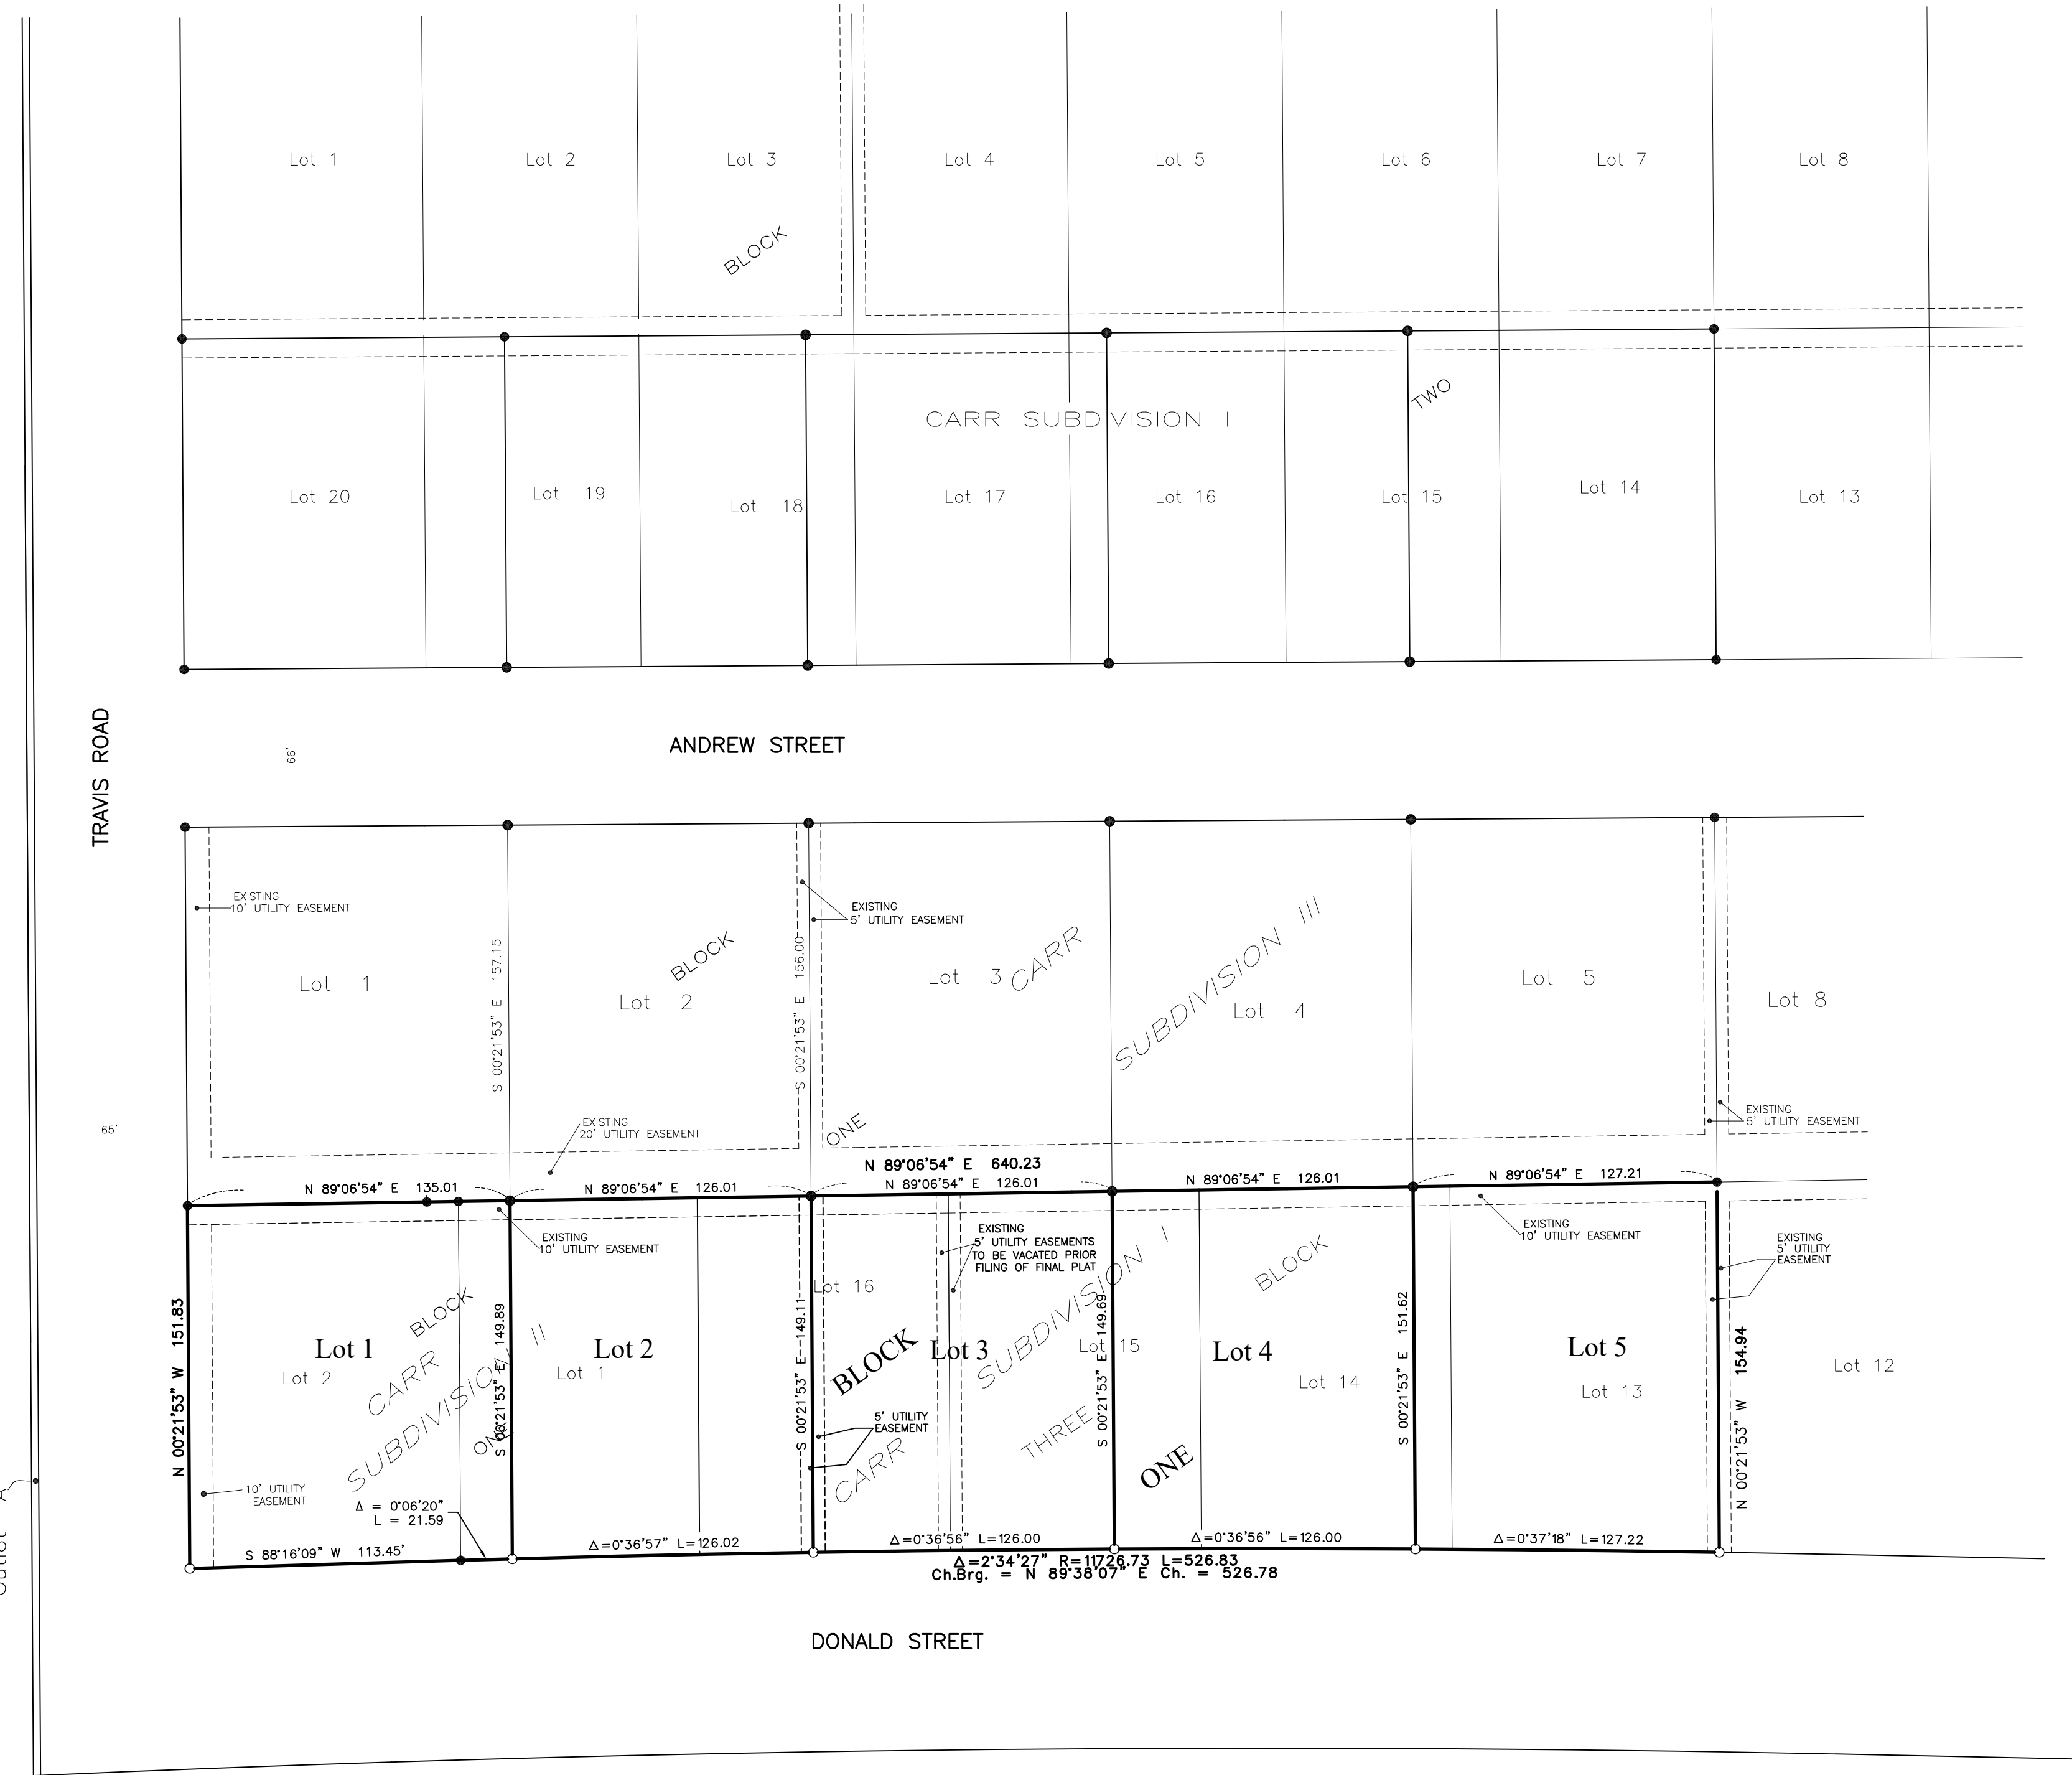 Lot 1
Lot 2
Lot 3
Lot 4
Lot 5
Lot 6
Lot 7
Lot 8
BLOCK
TWO
CARR SUBDIVISION I
Lot 20
Lot 19
Lot 18
Lot 17
Lot 16
Lot 15
Lot 14
Lot 13
TRAVIS ROAD
66'
ANDREW STREET
EXISTING
10' UTILITY EASEMENT
EXISTING
5' UTILITY EASEMENT
Lot 1
S 00°21'53" E 157.15
Lot 2
BLOCK
S 00°21'53" E 156.00
Lot 3
CARR
SUBDIVISION III
Lot 4
Lot 5
Lot 8
65'
EXISTING
20' UTILITY EASEMENT
ONE
EXISTING
5' UTILITY EASEMENT
N 89°06'54" E 640.23
N 89°06'54" E 135.01
N 89°06'54" E 126.01
N 89°06'54" E 126.01
N 89°06'54" E 126.01
N 89°06'54" E 127.21
EXISTING
10' UTILITY EASEMENT
EXISTING
5' UTILITY EASEMENTS
TO BE VACATED PRIOR
FILING OF FINAL PLAT
EXISTING
10' UTILITY EASEMENT
EXISTING
5' UTILITY
EASEMENT
N 00°21'53" W 151.83
Lot 1
Lot 2
BLOCK
CARR
SUBDIVISION II
ONE
S 00°21'53" E 149.89
Lot 2
Lot 1
S 00°21'53" E 149.11
Lot 16
BLOCK
Lot 3
CARR
SUBDIVISION I
THREE
Lot 15
S 00°21'53" E 149.69
BLOCK
Lot 4
Lot 14
ONE
S 00°21'53" E 151.62
Lot 5
Lot 13
N 00°21'53" W 154.94
Lot 12
5' UTILITY
EASEMENT
10' UTILITY
EASEMENT
Δ = 0°06'20"
L = 21.59
S 88°16'09" W 113.45'
Δ=0°36'57" L=126.02
Δ=0°36'56" L=126.00
Δ=0°36'56" L=126.00
Δ=0°37'18" L=127.22
Δ=2°34'27" R=11726.73 L=526.83
Ch.Brg. = N 89°38'07" E Ch. = 526.78
Outlot A
DONALD STREET